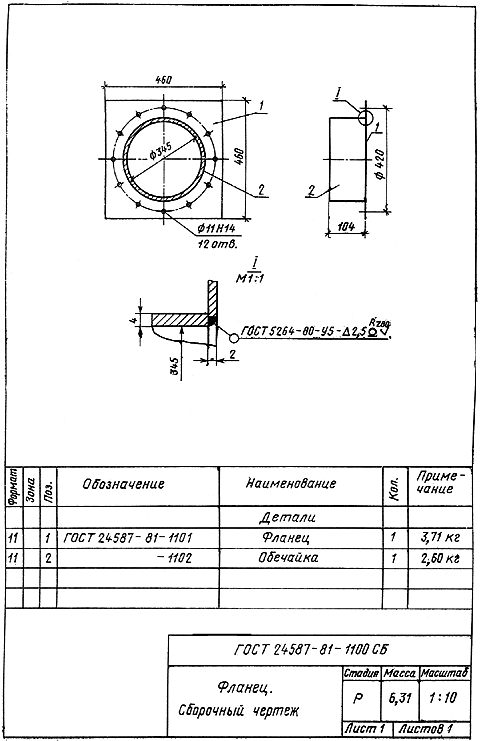 460
1
460
Ф345
2
Ф11Н14
12 отв.
I
1
Ф420
2
104
I
М1:1
4
345
2
ГОСТ 5264-80-У5-Δ2,5
Rz80
Формат Зона Поз. Обозначение Наименование Кол. Приме-
чание
Детали
11 1 ГОСТ 24587-81-1101 Фланец 1 3,71 кг
11 2 -1102 Обечайка 1 2,60 кг
ГОСТ 24587-81-1100 СБ
Фланец.
Сборочный чертеж
Стадия Масса Масштаб
Р 6,31 1:10
Лист 1 Листов 1